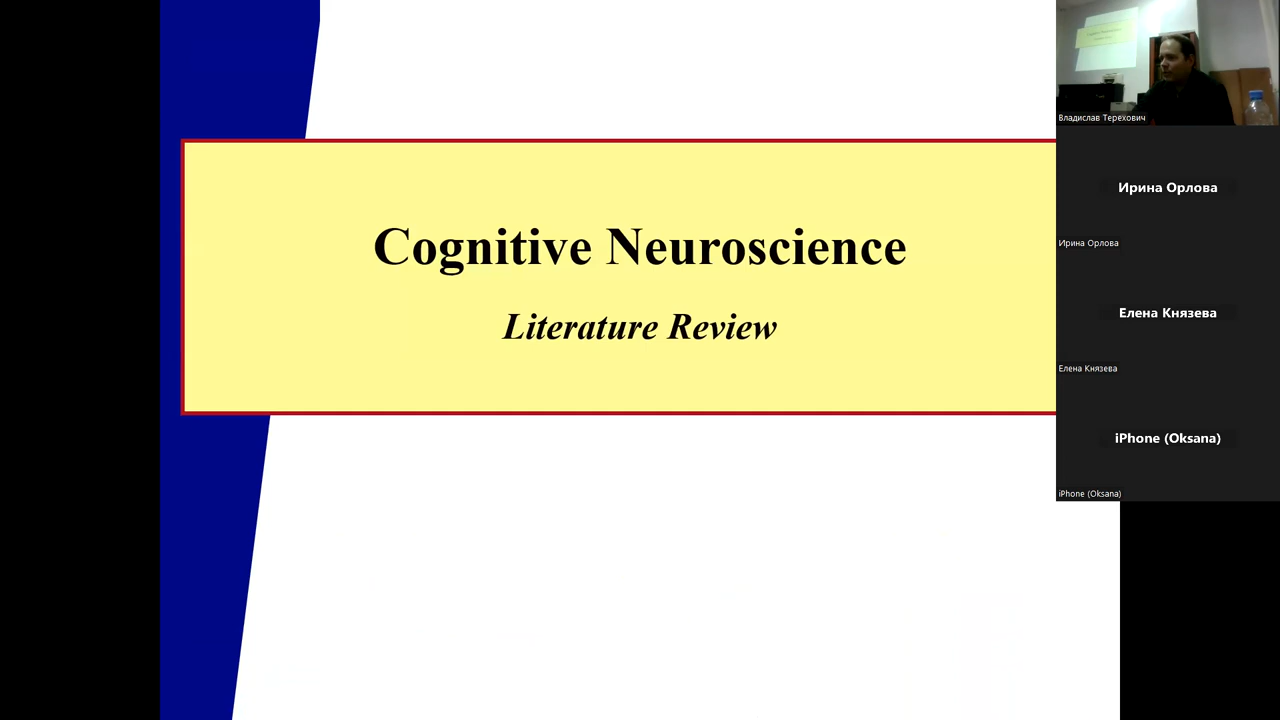 Cognitive Neuroscience
Literature Review
Владислав Терехович
Ирина Орлова
Ирина Орлова
Елена Князева
Елена Князева
iPhone (Oksana)
iPhone (Oksana)